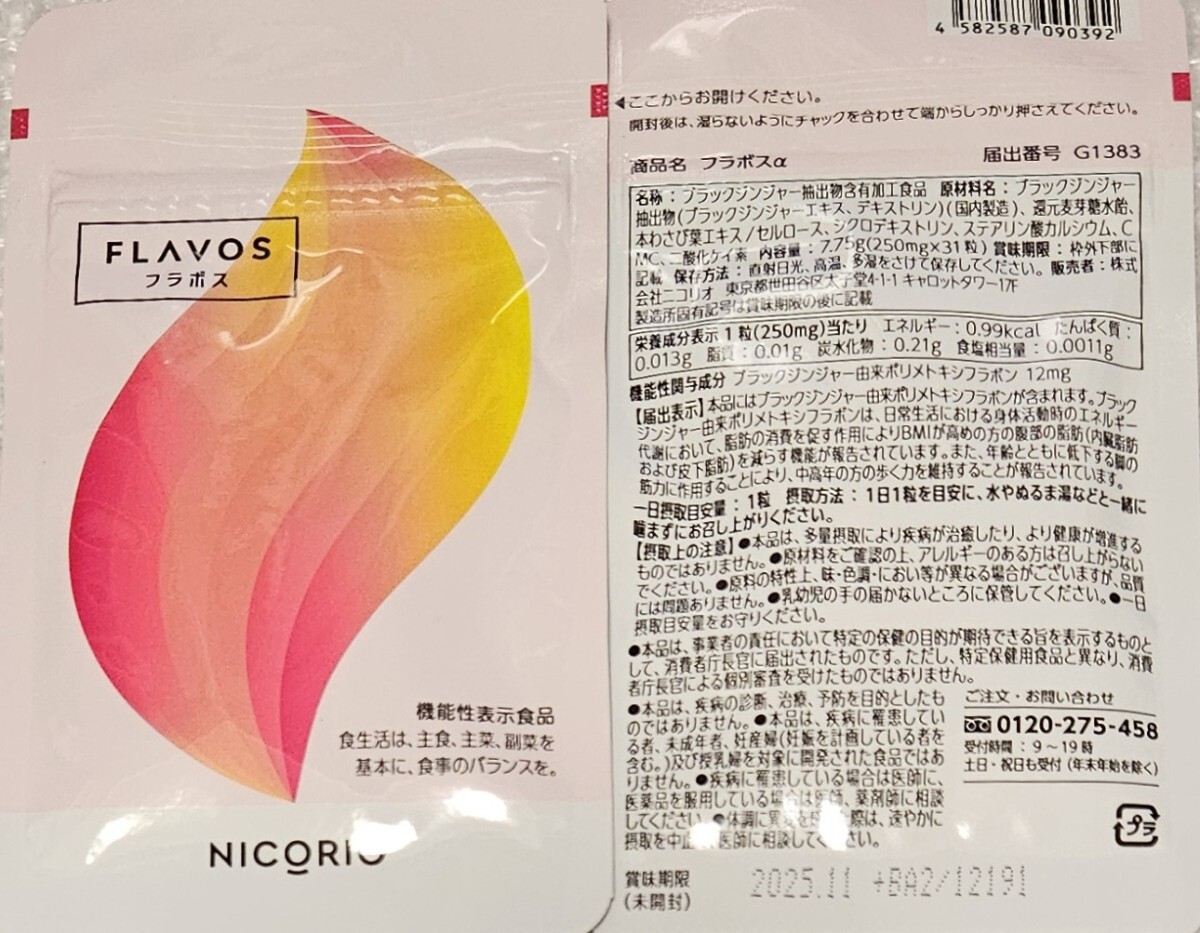 FLAVOS
フラボス
機能性表示食品
食生活は、主食、主菜、副菜を
基本に、食事のバランスを。
NICORIO
4 582587 090392
◀ここからお開けください。
開封後は、湿らないようにチャックを合わせて端からしっかり押さえてください。
商品名 フラボスα 届出番号 G1383
名称：ブラックジンジャー抽出物含有加工食品 原材料名：ブラックジンジャー
抽出物(ブラックジンジャーエキス、デキストリン)(国内製造)、還元麦芽糖水飴、
本わさび葉エキス/セルロース、シクロデキストリン、ステアリン酸カルシウム、C
MC、二酸化ケイ素 内容量：7.75g(250mg×31粒) 賞味期限：枠外下部に
記載 保存方法：直射日光、高温、多湿をさけて保存してください。販売者：株式
会社ニコリオ 東京都世田谷区太子堂4-1-1 キャロットタワー17F
製造所固有記号は賞味期限の後に記載
栄養成分表示 1粒(250mg)当たり エネルギー：0.99kcal たんぱく質：
0.013g 脂質：0.01g 炭水化物：0.21g 食塩相当量：0.0011g
機能性関与成分 ブラックジンジャー由来ポリメトキシフラボン 12mg
【届出表示】本品にはブラックジンジャー由来ポリメトキシフラボンが含まれます。ブラック
ジンジャー由来ポリメトキシフラボンは、日常生活における身体活動時のエネルギー
代謝において、脂肪の消費を促す作用によりBMIが高めの方の腹部の脂肪(内臓脂肪
および皮下脂肪)を減らす機能が報告されています。また、年齢とともに低下する脚の
筋力に作用することにより、中高年の方の歩く力を維持することが報告されています。
一日摂取目安量：1粒 摂取方法：1日1粒を目安に、水やぬるま湯などと一緒に
噛まずにお召し上がりください。
【摂取上の注意】●本品は、多量摂取により疾病が治癒したり、より健康が増進する
ものではありません。●原材料をご確認の上、アレルギーのある方は召し上がらない
でください。●原料の特性上、味・色調・におい等が異なる場合がございますが、品質
には問題ありません。●乳幼児の手の届かないところに保管してください。●一日
摂取目安量をお守りください。
●本品は、事業者の責任において特定の保健の目的が期待できる旨を表示するものと
して、消費者庁長官に届出されたものです。ただし、特定保健用食品と異なり、消費
者庁長官による個別審査を受けたものではありません。
●本品は、疾病の診断、治療、予防を目的としたも
のではありません。●本品は、疾病に罹患してい
る者、未成年者、妊産婦(妊娠を計画している者を
含む。)及び授乳婦を対象に開発された食品ではあ
りません。●疾病に罹患している場合は医師に、
医薬品を服用している場合は医師、薬剤師に相談
してください。●体調に異変を際は、速やかに
摂取を中止医師に相談してください。
ご注文・お問い合わせ
0120-275-458
受付時間：9～19時
土日・祝日も受付(年末年始を除く)
プラ
賞味期限 2025.11 +BA2/12191
(未開封)